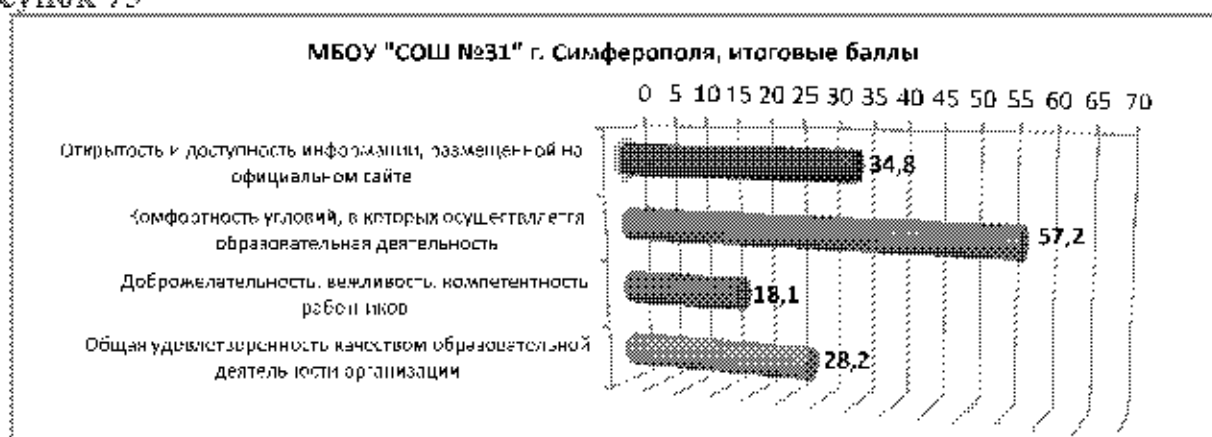 МБОУ "СОШ №31" г. Симферополя, итоговые баллы
0 5 10 15 20 25 30 35 40 45 50 55 60 65 70
Открытость и доступность информации, размещенной на
официальном сайте
34,8
Комфортность условий, в которых осуществляется
образовательная деятельность
57,2
Доброжелательность, вежливость, компетентность
работников
18,1
Общая удовлетворенность качеством образовательной
деятельности организации
28,2